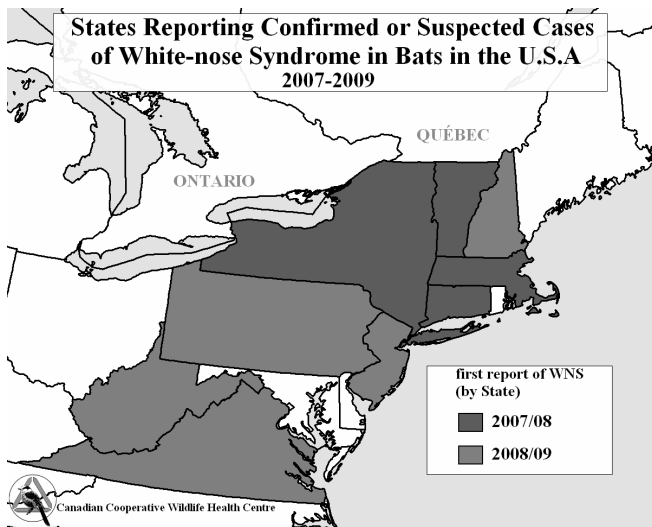 States Reporting Confirmed or Suspected Cases
of White-nose Syndrome in Bats in the U.S.A
2007-2009
QUÉBEC
ONTARIO
first report of WNS
(by State)
2007/08
2008/09
Canadian Cooperative Wildlife Health Centre